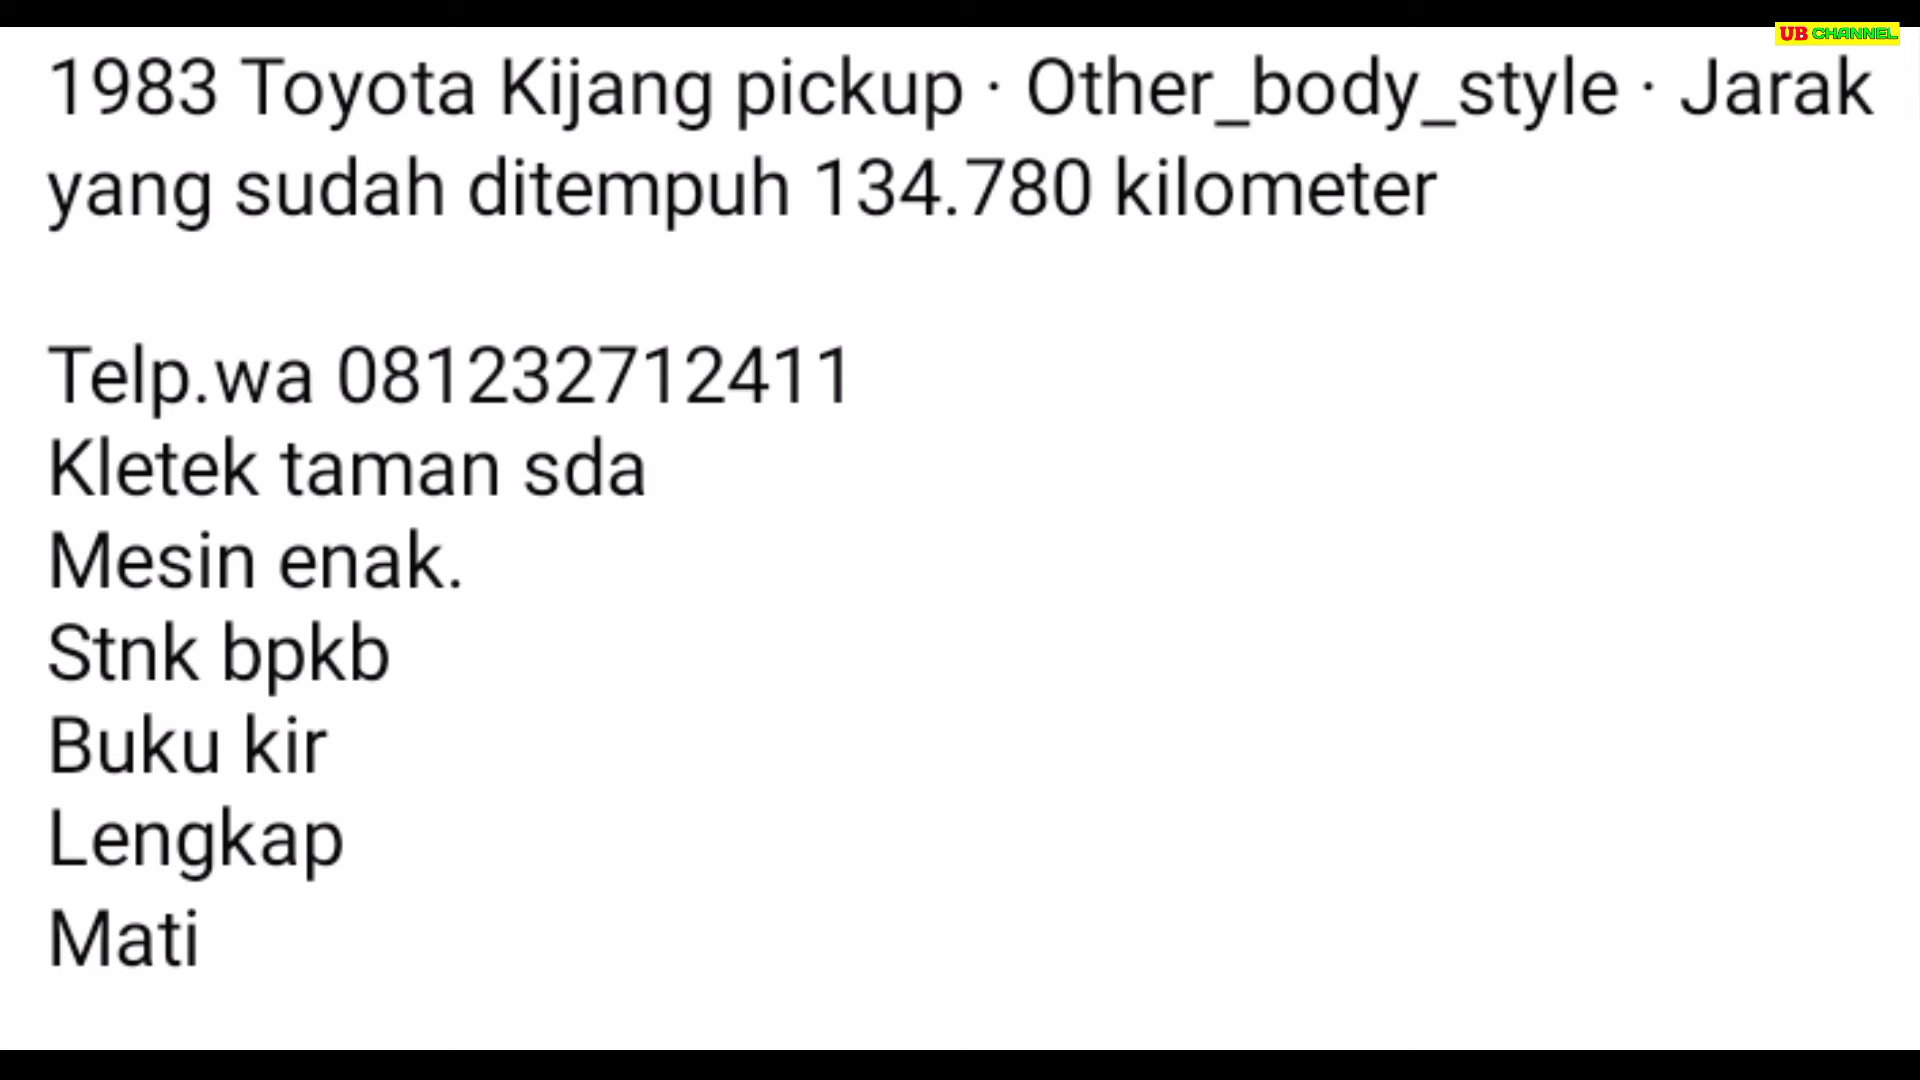 UB CHANNEL
1983 Toyota Kijang pickup · Other_body_style · Jarak
yang sudah ditempuh 134.780 kilometer
Telp.wa 081232712411
Kletek taman sda
Mesin enak.
Stnk bpkb
Buku kir
Lengkap
Mati